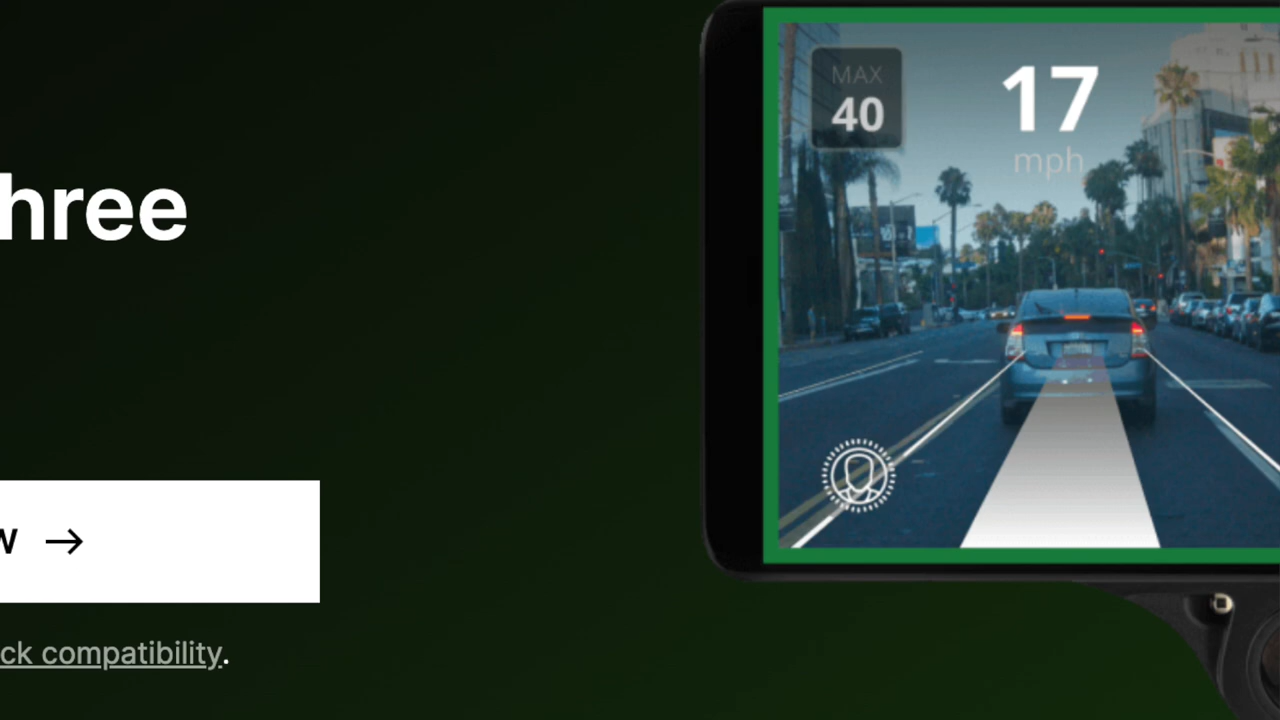 hree
w →
ck compatibility.
MAX
40
17
mph